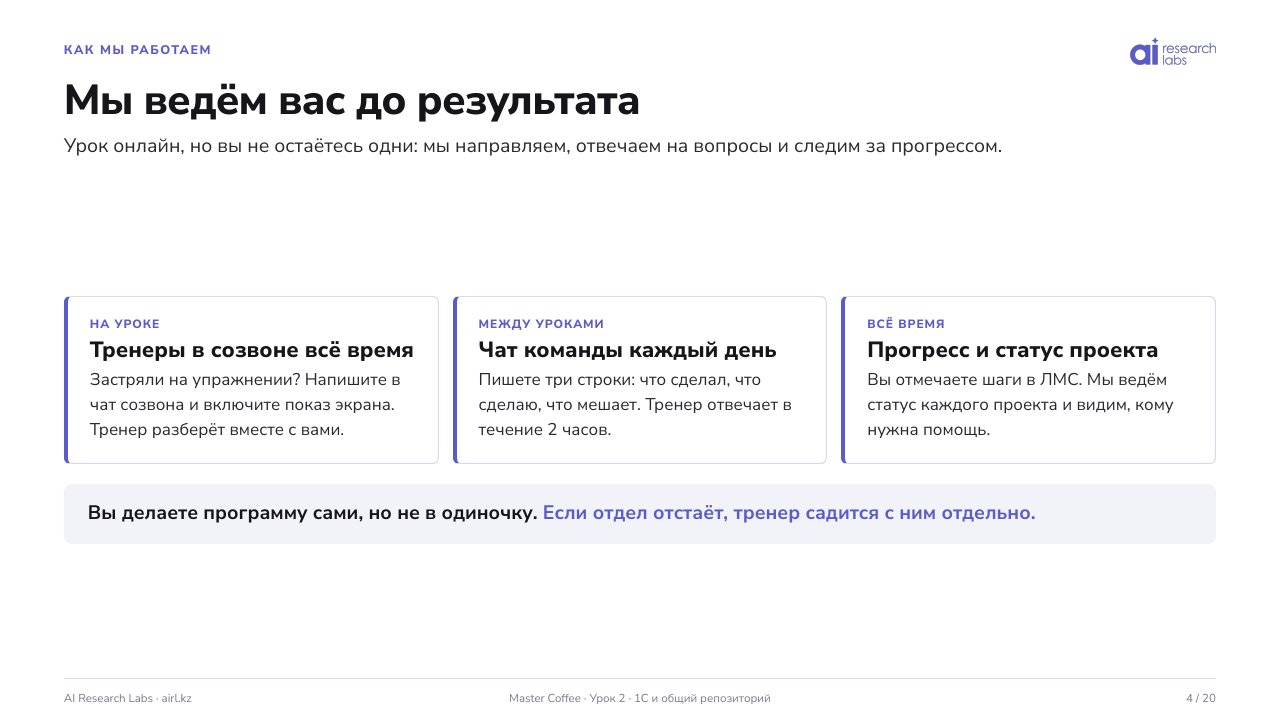 КАК МЫ РАБОТАЕМ
ai research labs
Мы ведём вас до результата
Урок онлайн, но вы не остаётесь одни: мы направляем, отвечаем на вопросы и следим за прогрессом.
НА УРОКЕ
Тренеры в созвоне всё время
Застряли на упражнении? Напишите в
чат созвона и включите показ экрана.
Тренер разберёт вместе с вами.
МЕЖДУ УРОКАМИ
Чат команды каждый день
Пишете три строки: что сделал, что
сделаю, что мешает. Тренер отвечает в
течение 2 часов.
ВСЁ ВРЕМЯ
Прогресс и статус проекта
Вы отмечаете шаги в ЛМС. Мы ведём
статус каждого проекта и видим, кому
нужна помощь.
Вы делаете программу сами, но не в одиночку. Если отдел отстаёт, тренер садится с ним отдельно.
AI Research Labs · airl.kz
Master Coffee · Урок 2 · 1С и общий репозиторий
4 / 20